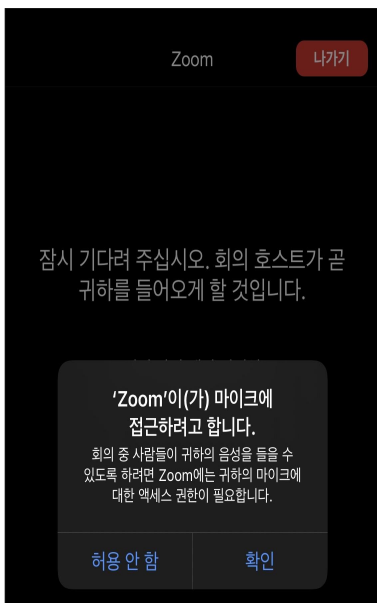 Zoom
나가기
잠시 기다려 주십시오. 회의 호스트가 곧
귀하를 들어오게 할 것입니다.
‘Zoom’이(가) 마이크에
접근하려고 합니다.
회의 중 사람들이 귀하의 음성을 들을 수
있도록 하려면 Zoom에는 귀하의 마이크에
대한 액세스 권한이 필요합니다.
허용 안 함
확인